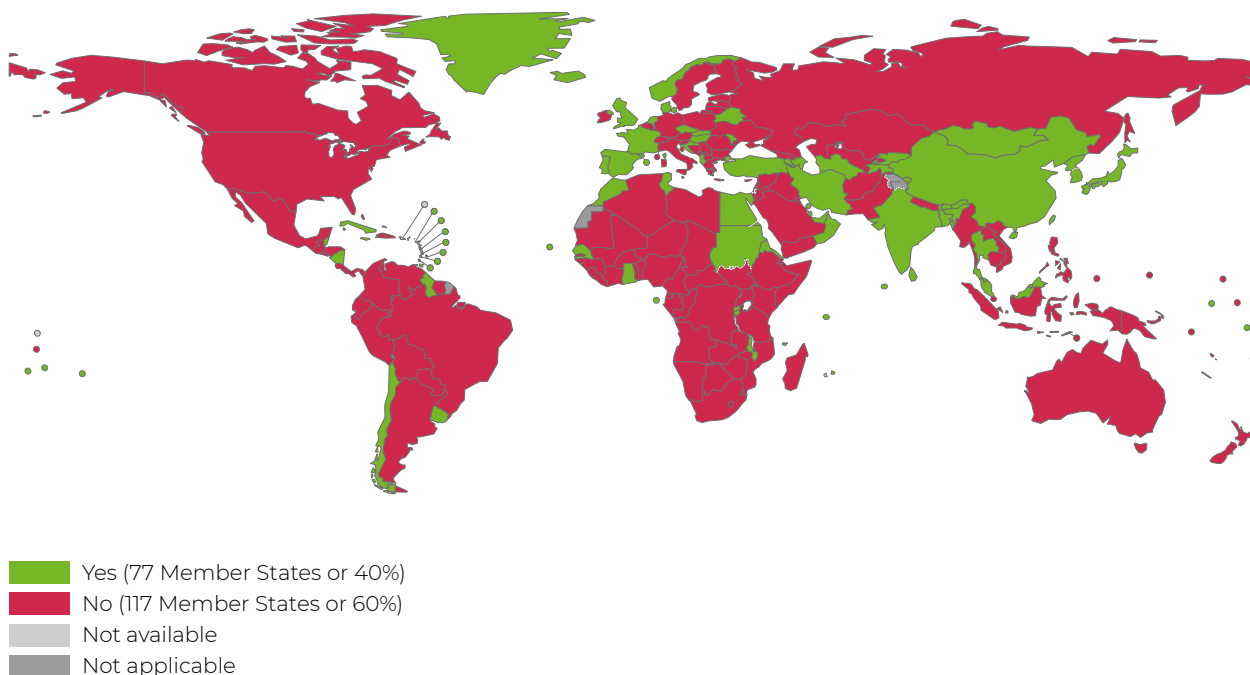 Yes (77 Member States or 40%)
No (117 Member States or 60%)
Not available
Not applicable